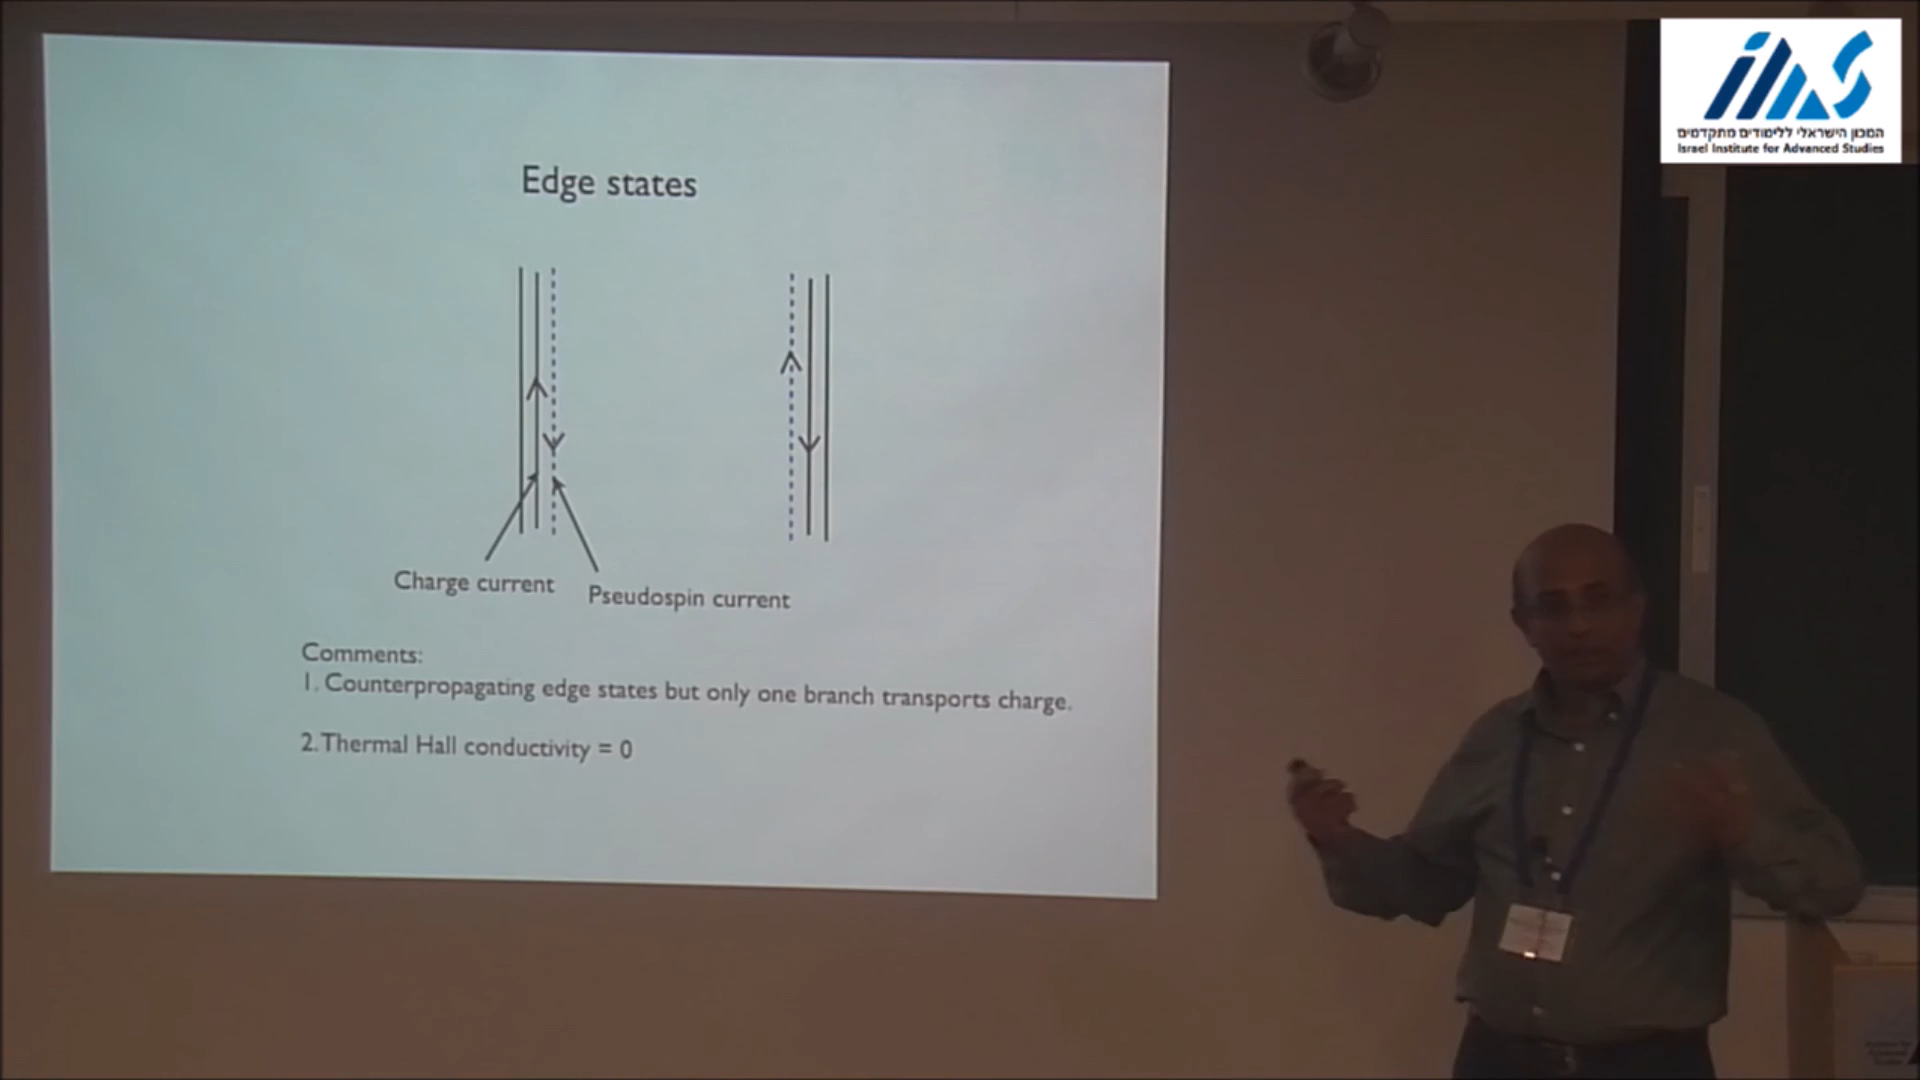 Edge states
Charge current
Pseudospin current
Comments:
1. Counterpropagating edge states but only one branch transports charge.
2. Thermal Hall conductivity = 0
המכון הישראלי ללימודים מתקדמים
Israel Institute for Advanced Studies